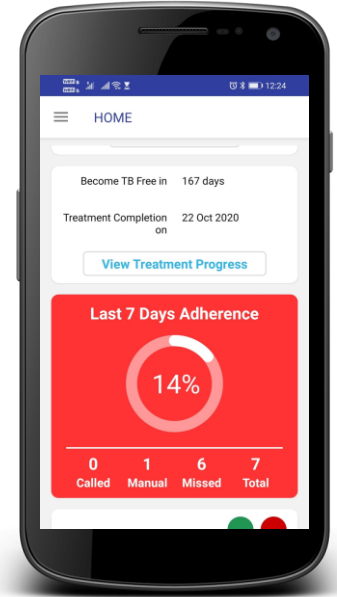 12:24
HOME
Become TB Free in 167 days
Treatment Completion on 22 Oct 2020
View Treatment Progress
Last 7 Days Adherence
14%
0 1 6 7
Called Manual Missed Total